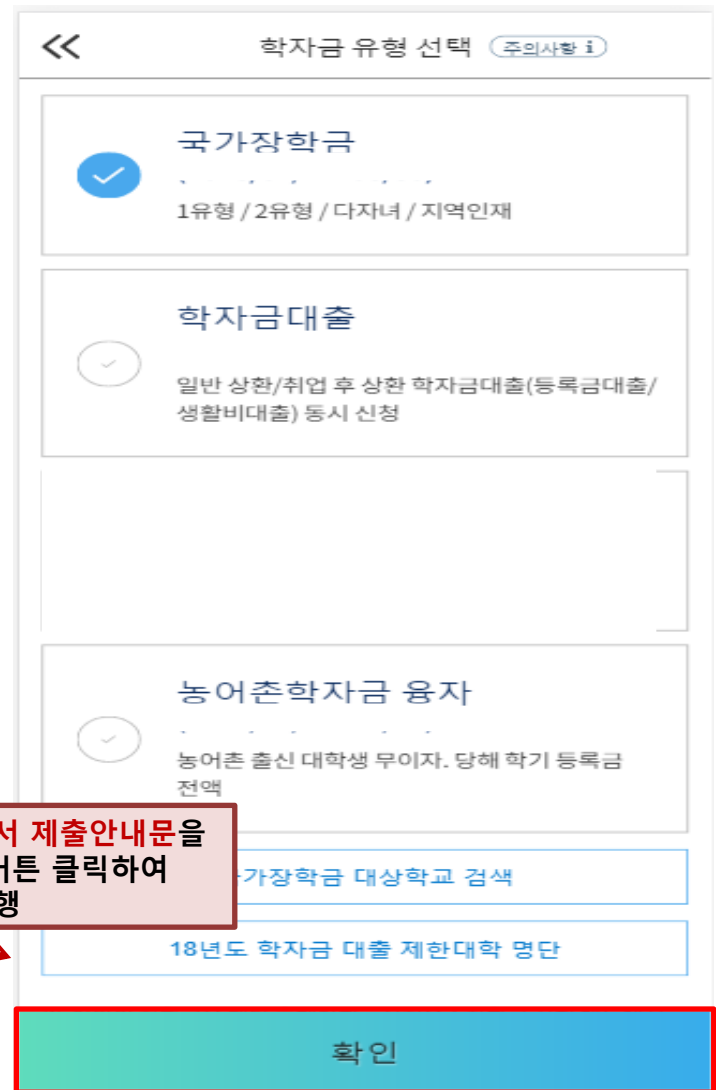 학자금 유형 선택 주의사항 i
국가장학금
1유형 / 2유형 / 다자녀 / 지역인재
학자금대출
일반 상환/취업 후 상환 학자금대출(등록금대출/
생활비대출) 동시 신청
농어촌학자금 융자
농어촌 출신 대학생 무이자. 당해 학기 등록금
전액
서 제출안내문을
클릭하여
행
가장학금 대상학교 검색
18년도 학자금 대출 제한대학 명단
확인